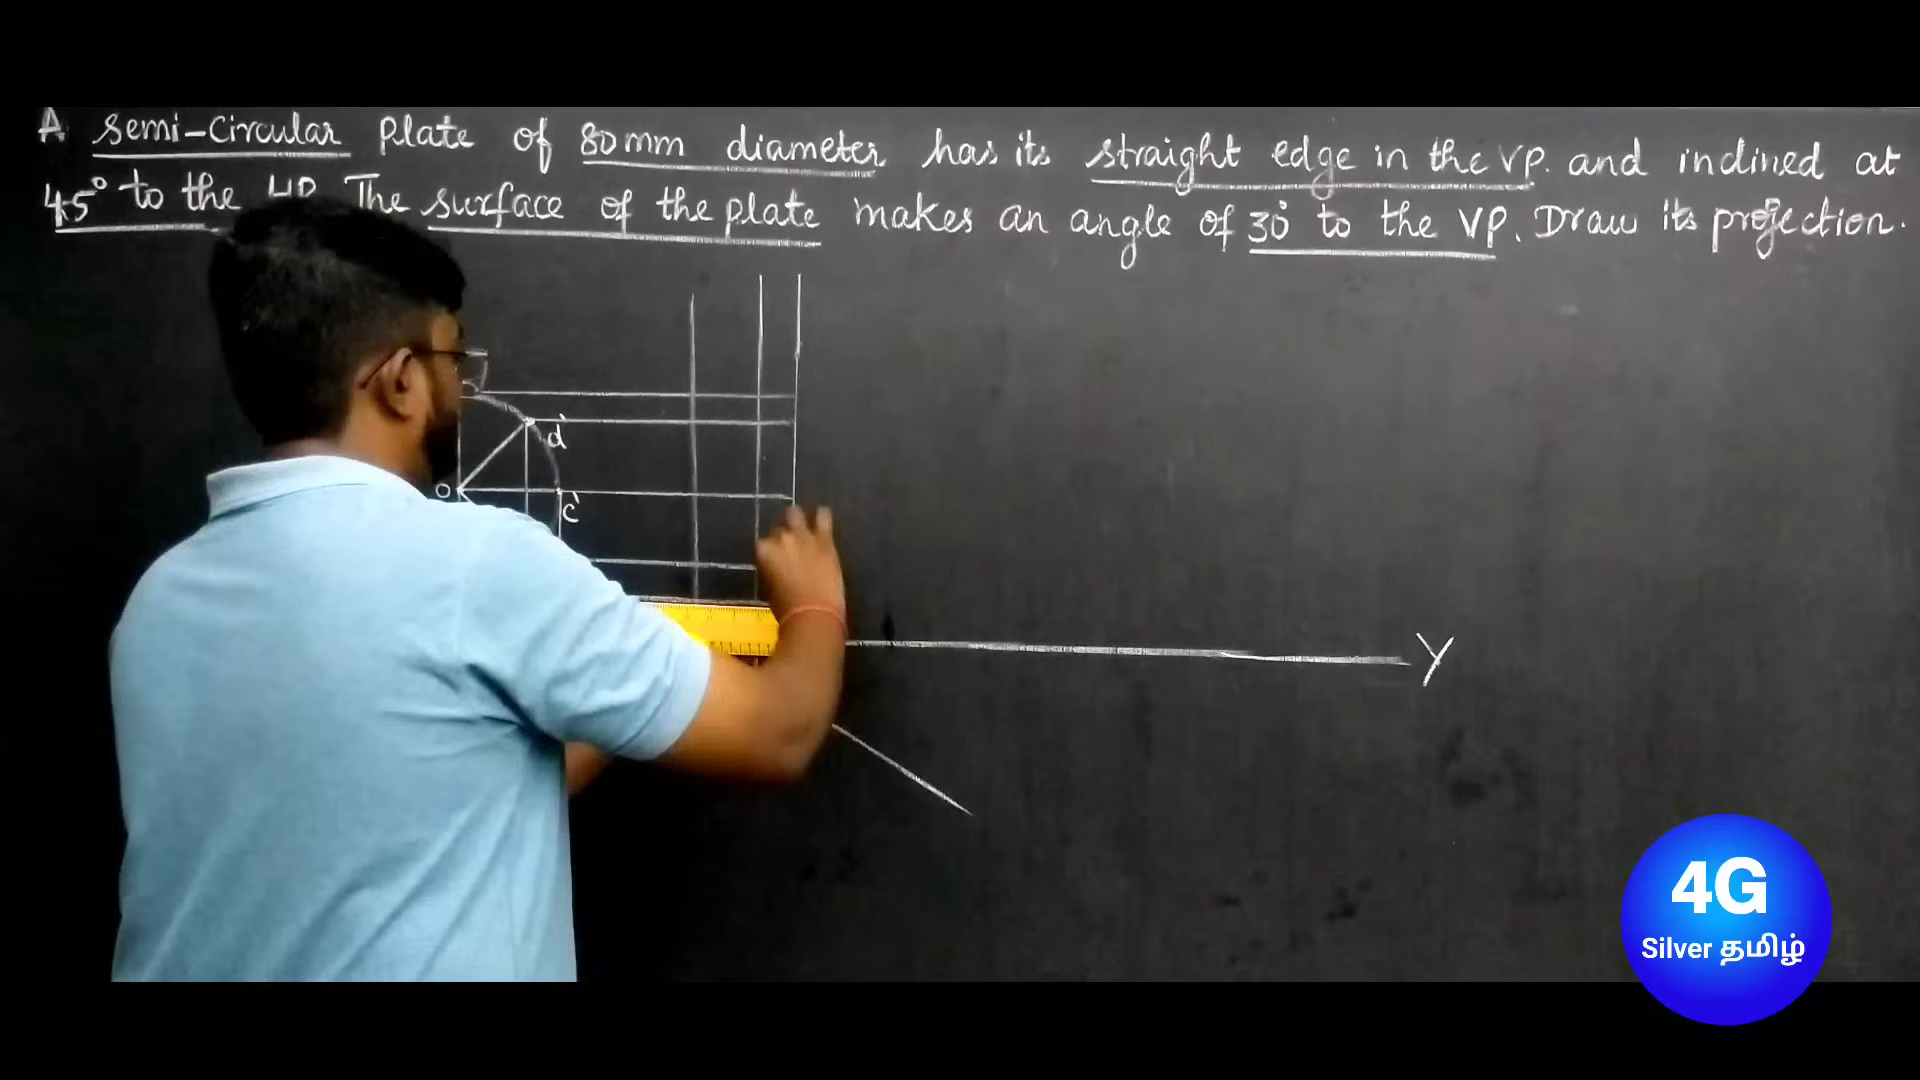 A semi-circular plate of 80mm diameter has its straight edge in the VP. and inclined at
45° to the HP The surface of the plate makes an angle of 30° to the VP. Draw its projection.
d'
o'
c'
Y
4G
Silver தமிழ்